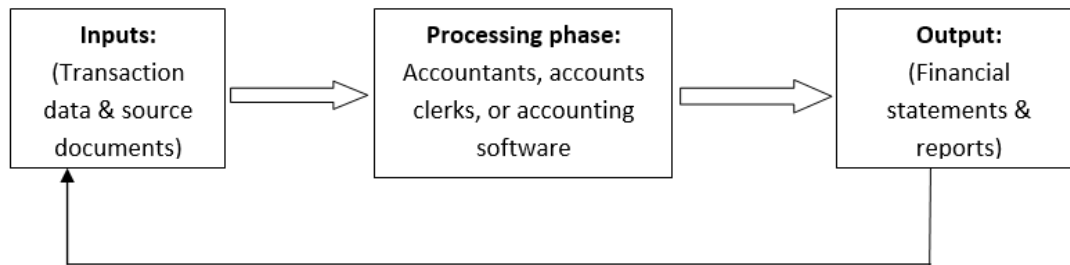 Inputs:
(Transaction
data & source
documents)
Processing phase:
Accountants, accounts
clerks, or accounting
software
Output:
(Financial
statements &
reports)